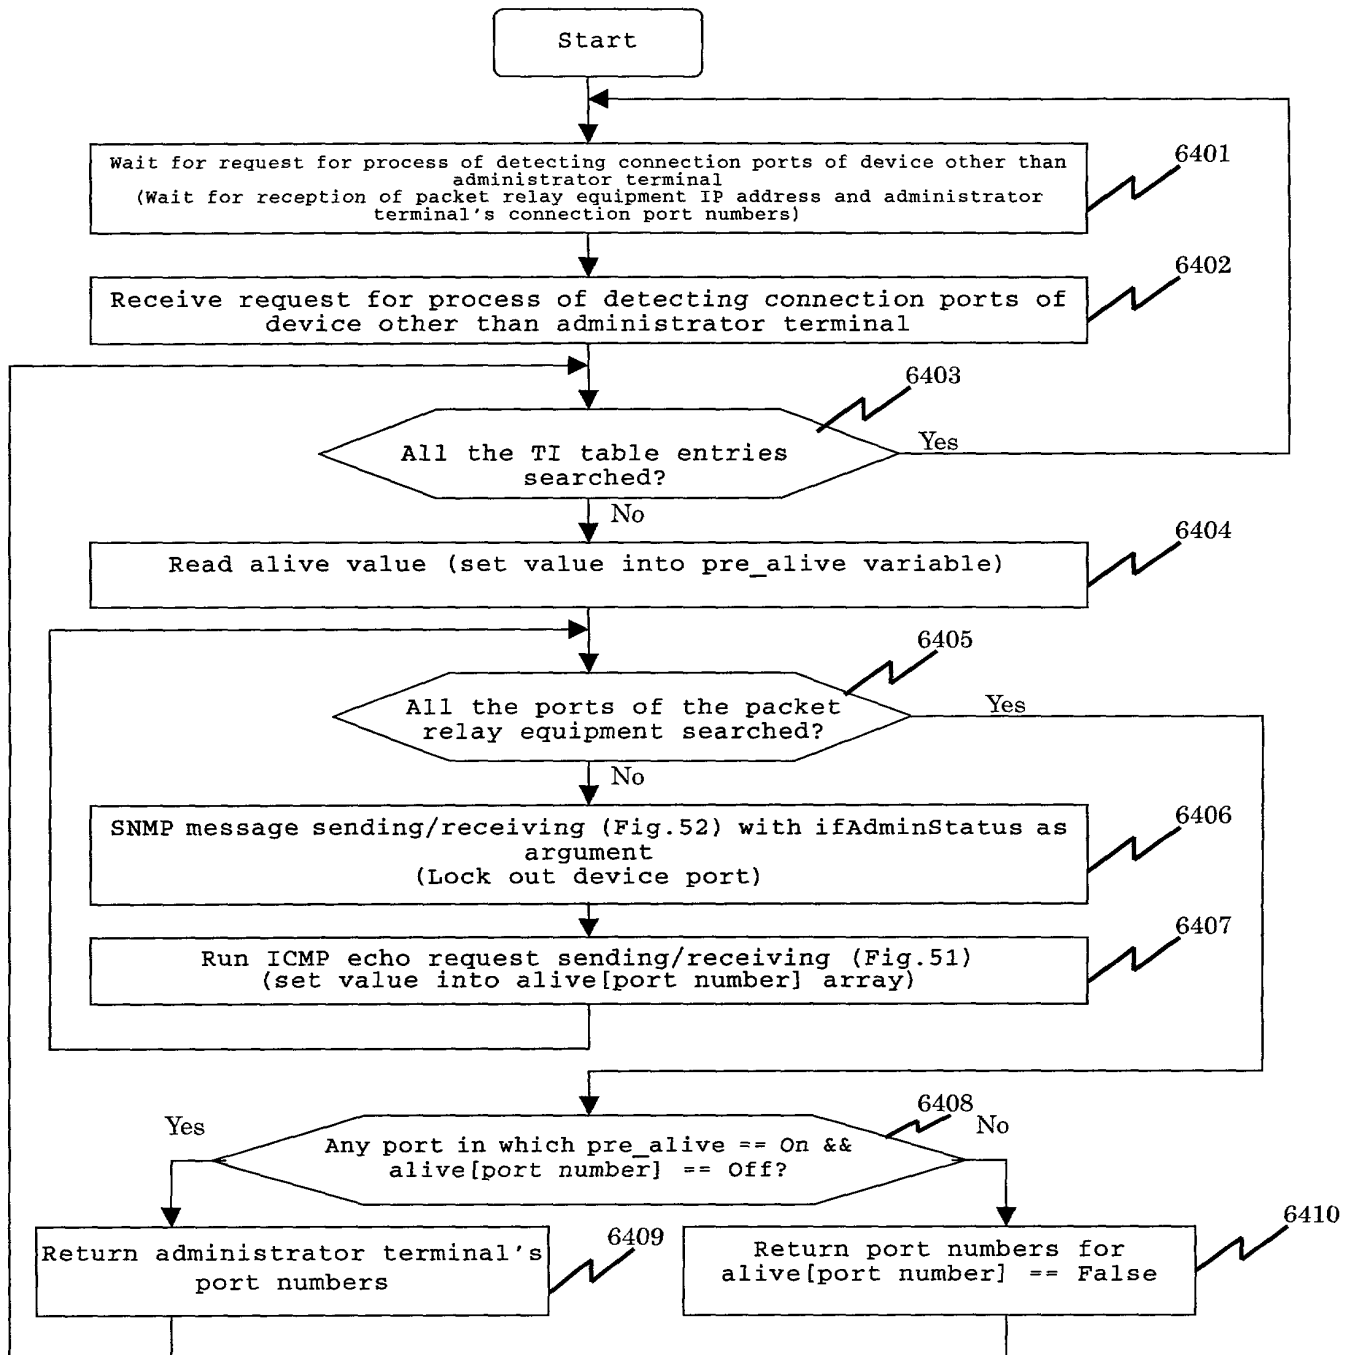 Start
Wait for request for process of detecting connection ports of device other than
administrator terminal
(Wait for reception of packet relay equipment IP address and administrator
terminal's connection port numbers)
6401
Receive request for process of detecting connection ports of
device other than administrator terminal
6402
6403
All the TI table entries
searched?
Yes
No
Read alive value (set value into pre_alive variable)
6404
6405
All the ports of the packet
relay equipment searched?
Yes
No
SNMP message sending/receiving (Fig.52) with ifAdminStatus as
argument
(Lock out device port)
6406
Run ICMP echo request sending/receiving (Fig.51)
(set value into alive[port number] array)
6407
6408
Yes
Any port in which pre_alive == On &&
alive[port number] == Off?
No
Return administrator terminal's
port numbers
6409
Return port numbers for
alive[port number] == False
6410